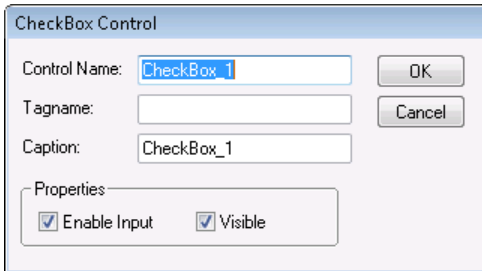 CheckBox Control
Control Name: CheckBox_1 OK
Tagname: Cancel
Caption: CheckBox_1
Properties
Enable Input Visible